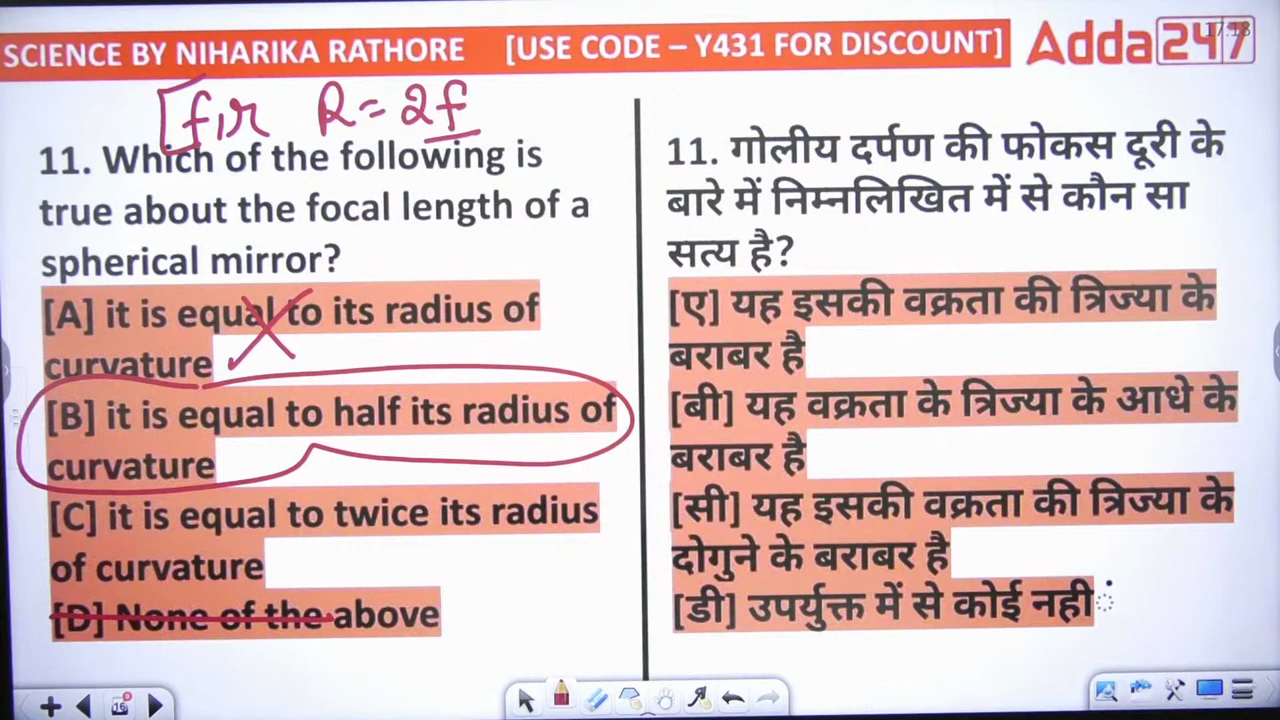 SCIENCE BY NIHARIKA RATHORE [USE CODE – Y431 FOR DISCOUNT] Adda247
17:18
[f, r R = 2f
11. Which of the following is
true about the focal length of a
spherical mirror?
[A] it is equal to its radius of
curvature
[B] it is equal to half its radius of
curvature
[C] it is equal to twice its radius
of curvature
[D] None of the above
11. गोलीय दर्पण की फोकस दूरी के
बारे में निम्नलिखित में से कौन सा
सत्य है?
[ए] यह इसकी वक्रता की त्रिज्या के
बराबर है
[बी] यह वक्रता के त्रिज्या के आधे के
बराबर है
[सी] यह इसकी वक्रता की त्रिज्या के
दोगुने के बराबर है
[डी] उपर्युक्त में से कोई नहीं
16